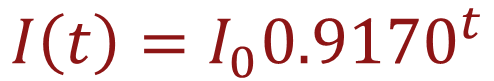 I(t) = I₀0.9170ᵗ